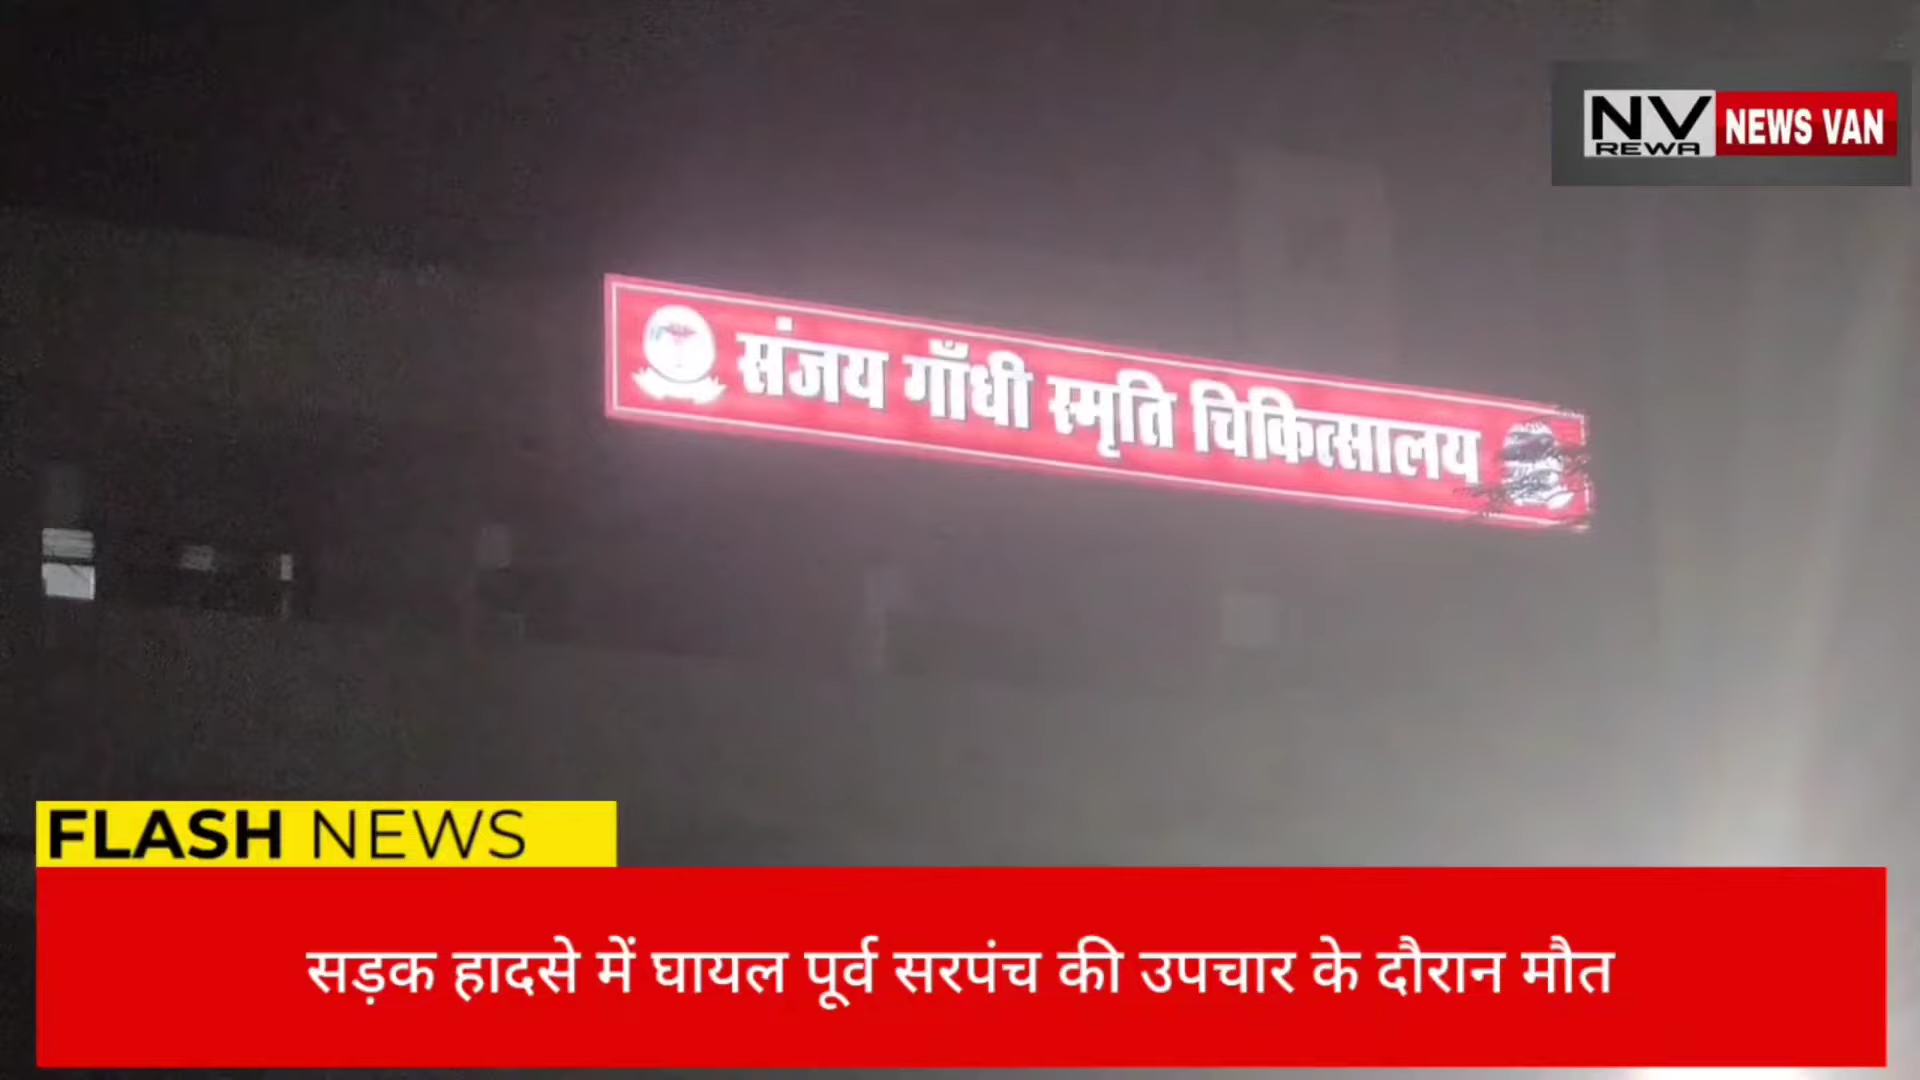 NV
REWA
NEWS VAN
संजय गाँधी स्मृति चिकित्सालय
FLASH NEWS
सड़क हादसे में घायल पूर्व सरपंच की उपचार के दौरान मौत